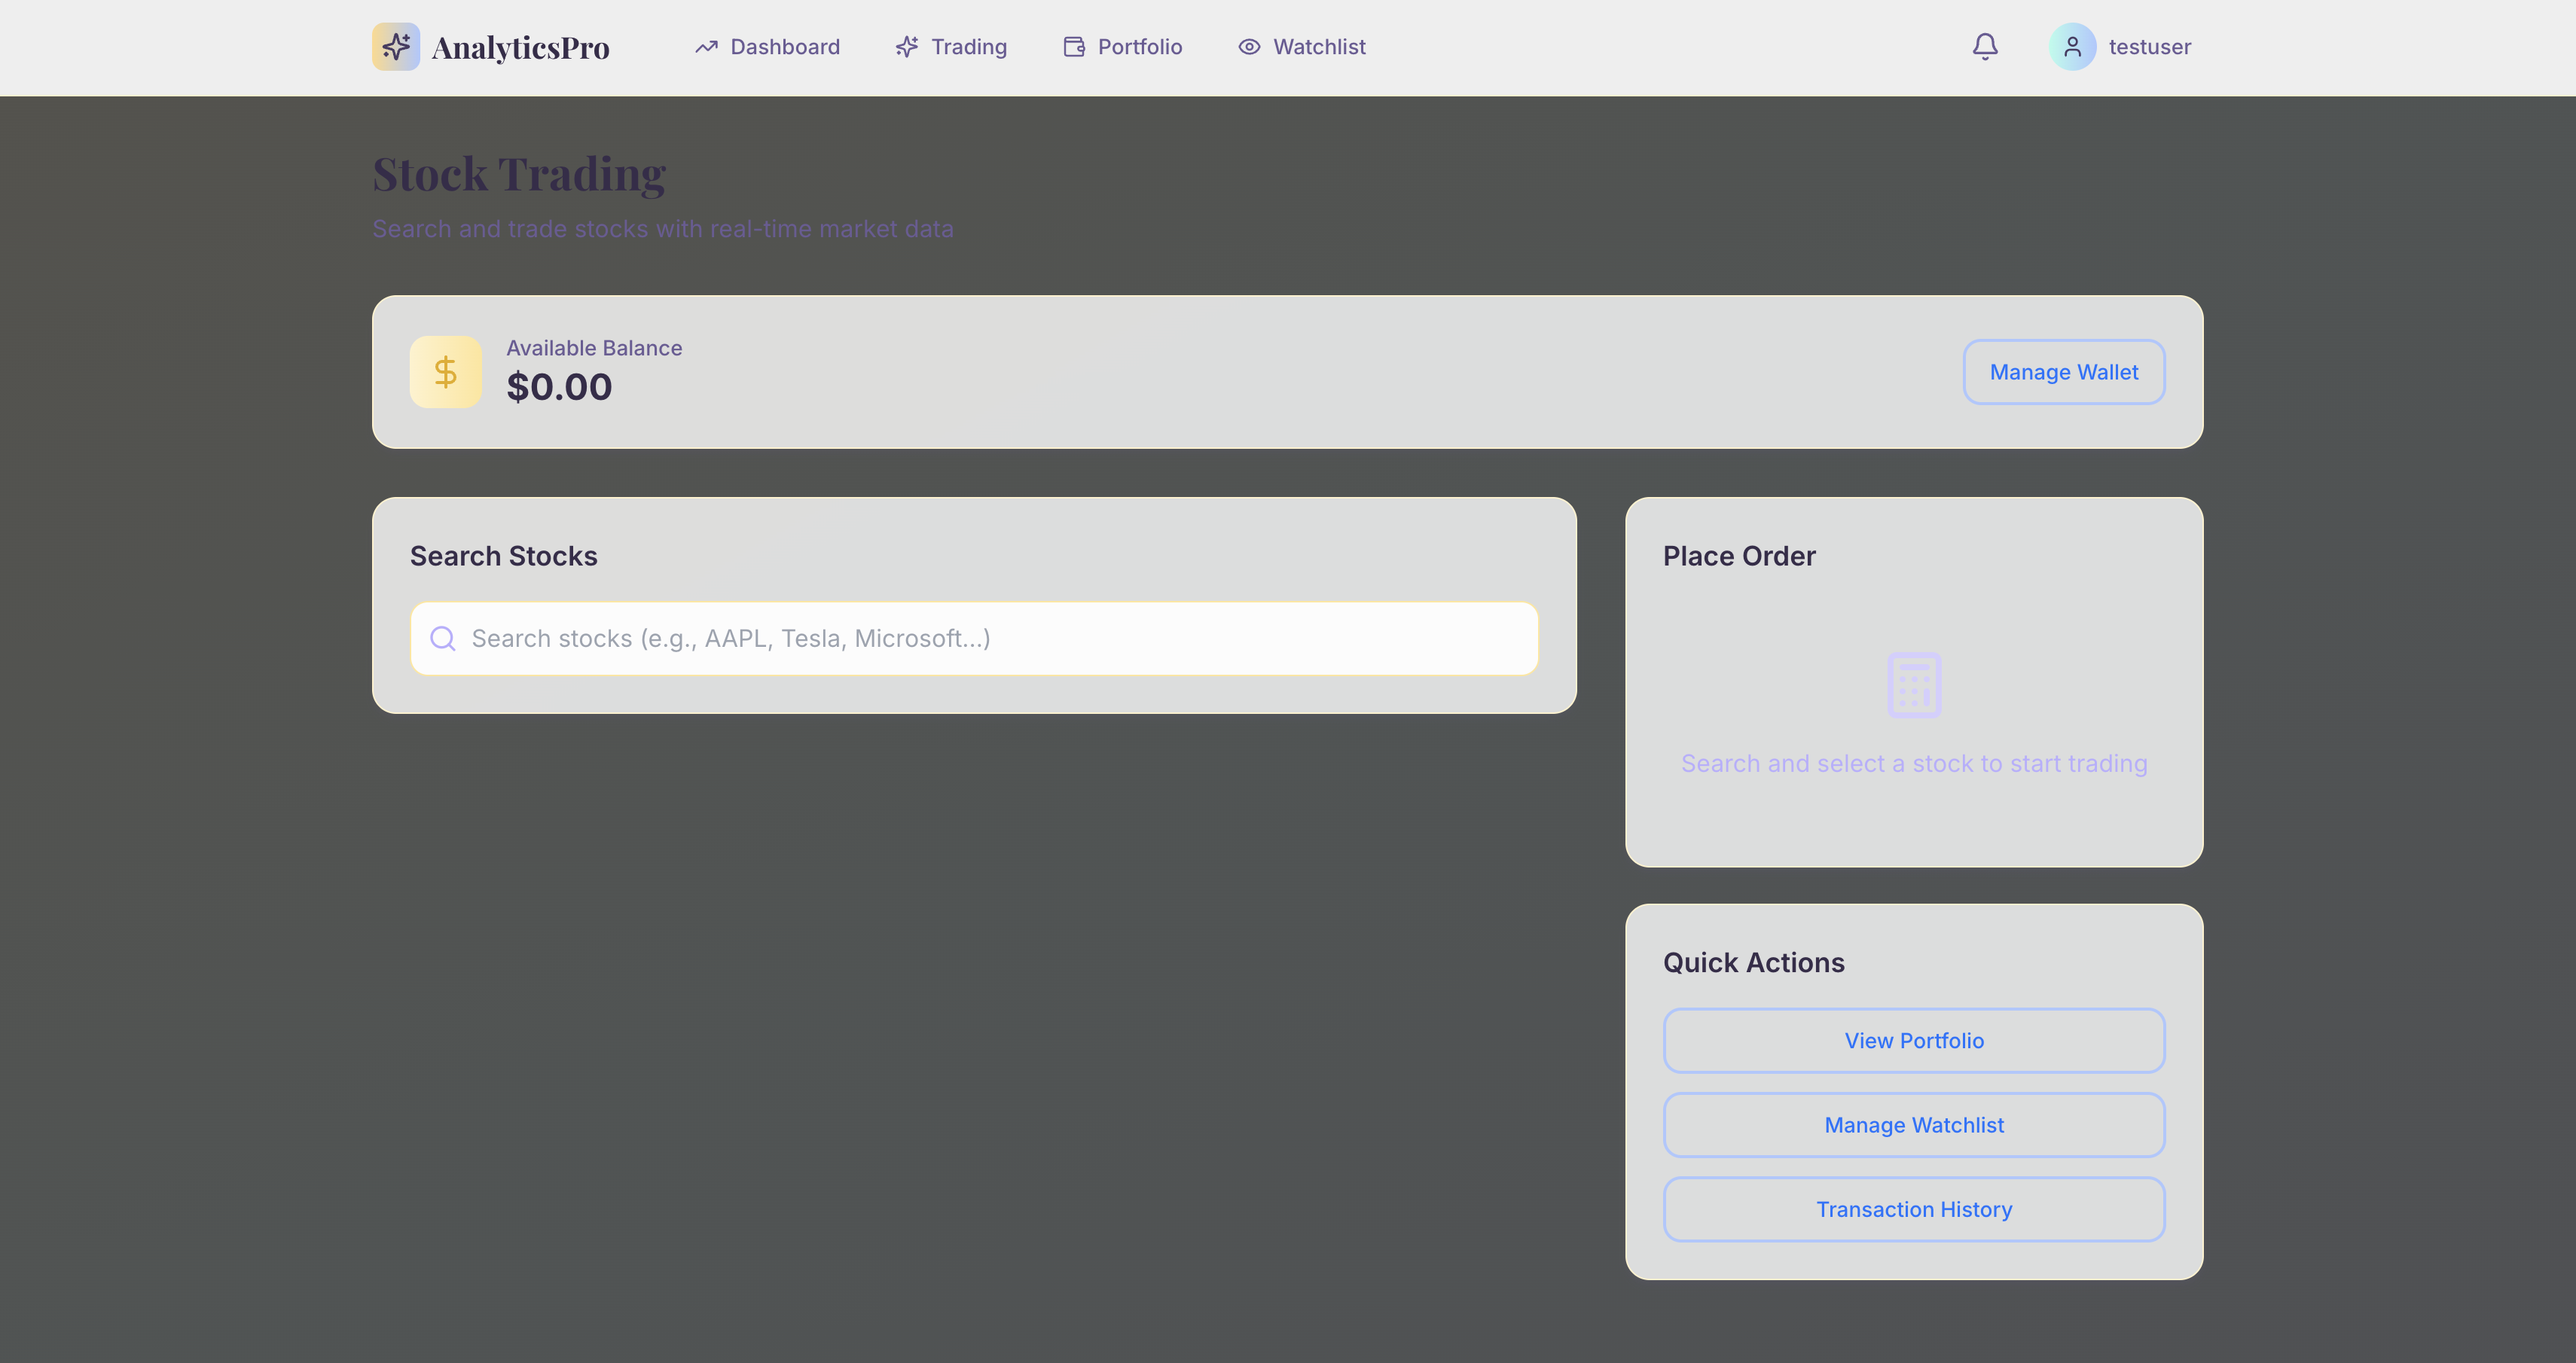 AnalyticsPro
Dashboard
Trading
Portfolio
Watchlist
testuser
Stock Trading
Search and trade stocks with real-time market data
Available Balance
$0.00
Manage Wallet
Search Stocks
Search stocks (e.g., AAPL, Tesla, Microsoft...)
Place Order
Search and select a stock to start trading
Quick Actions
View Portfolio
Manage Watchlist
Transaction History